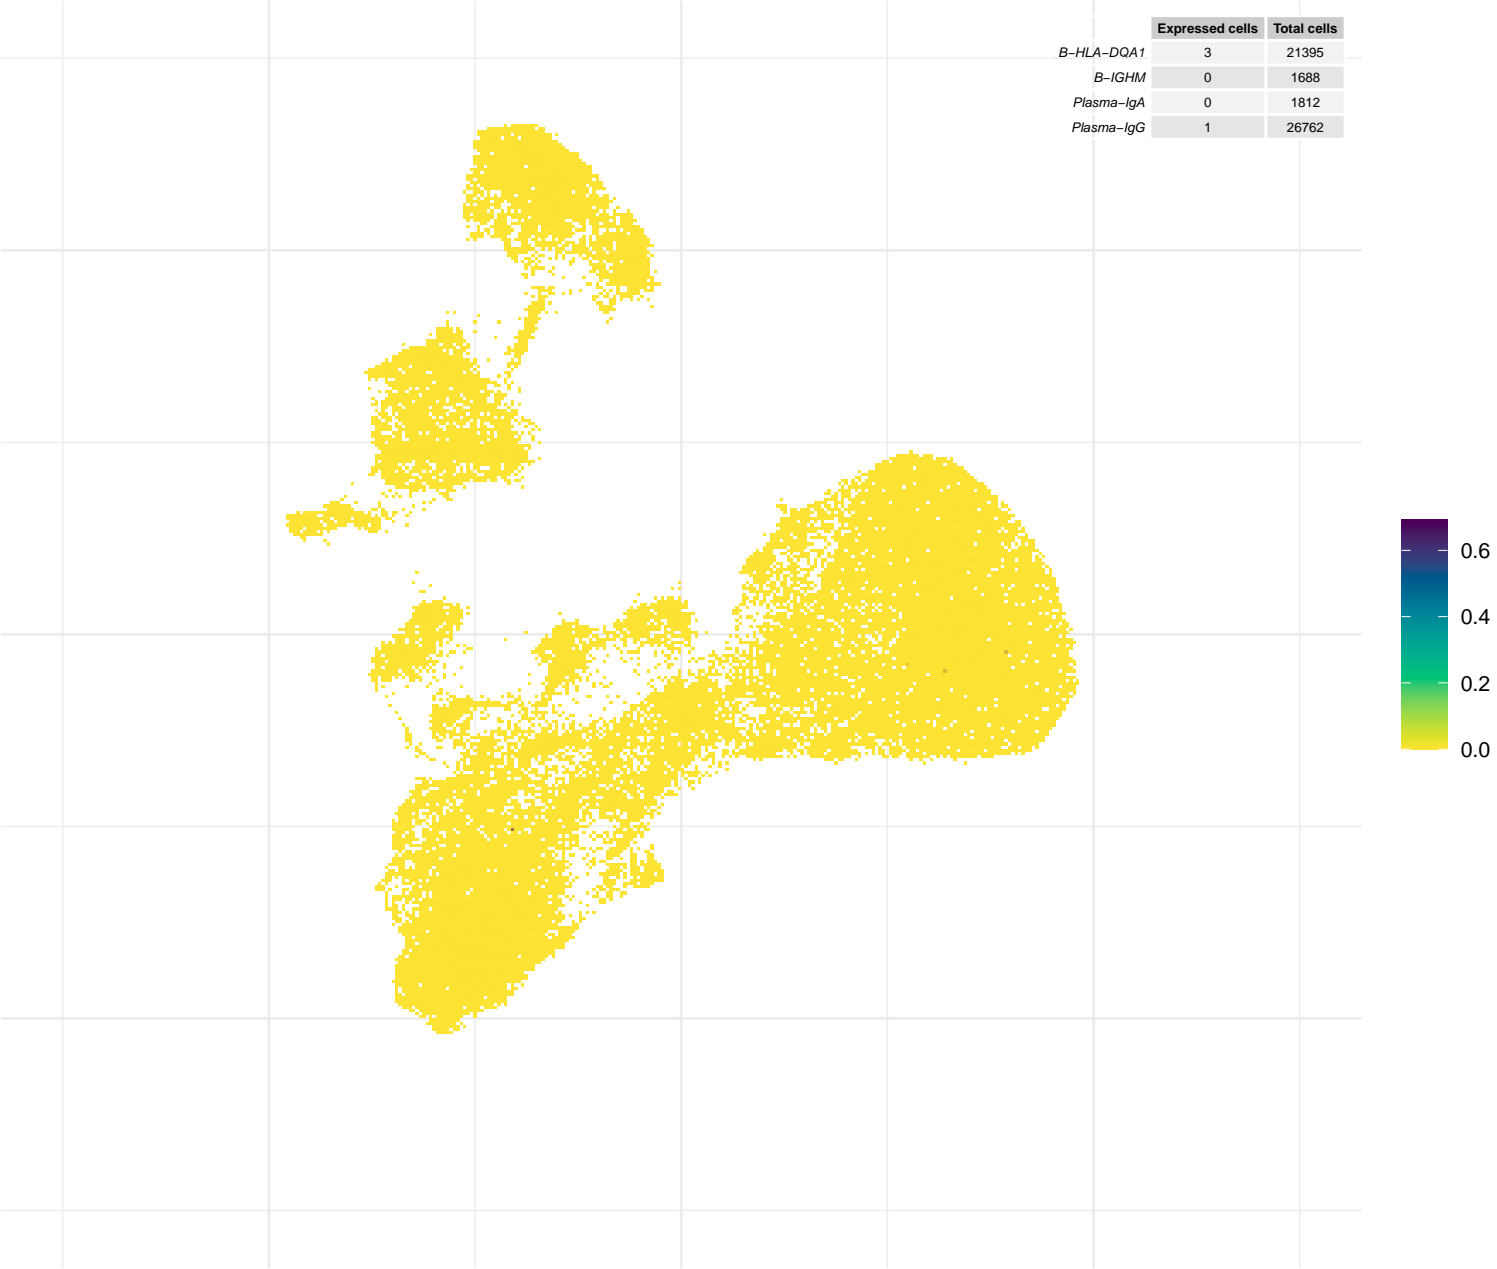 Expressed cells Total cells
B−HLA−DQA1 3 21395
B−IGHM 0 1688
Plasma−IgA 0 1812
Plasma−IgG 1 26762
0.6
0.4
0.2
0.0